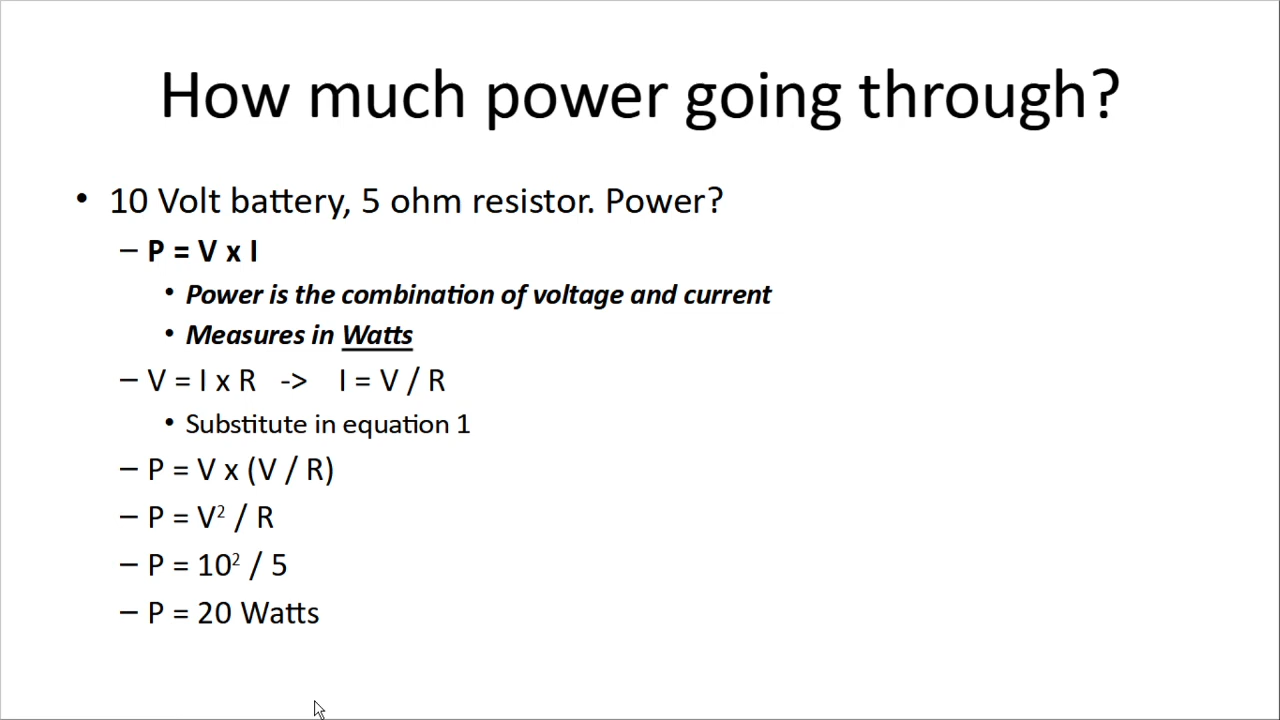 How much power going through?
• 10 Volt battery, 5 ohm resistor. Power?
– P = V x I
• Power is the combination of voltage and current
• Measures in Watts
– V = I x R -> I = V / R
• Substitute in equation 1
– P = V x (V / R)
– P = V² / R
– P = 10² / 5
– P = 20 Watts